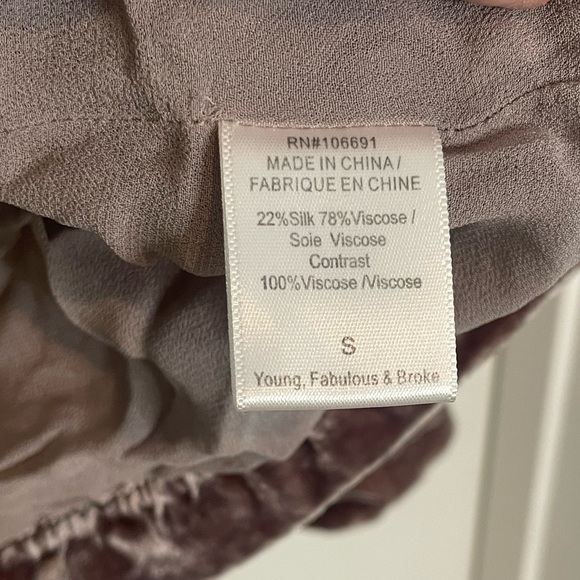 RN#106691
MADE IN CHINA /
FABRIQUE EN CHINE
22%Silk 78%Viscose /
Soie Viscose
Contrast
100%Viscose /Viscose
S
Young, Fabulous & Broke